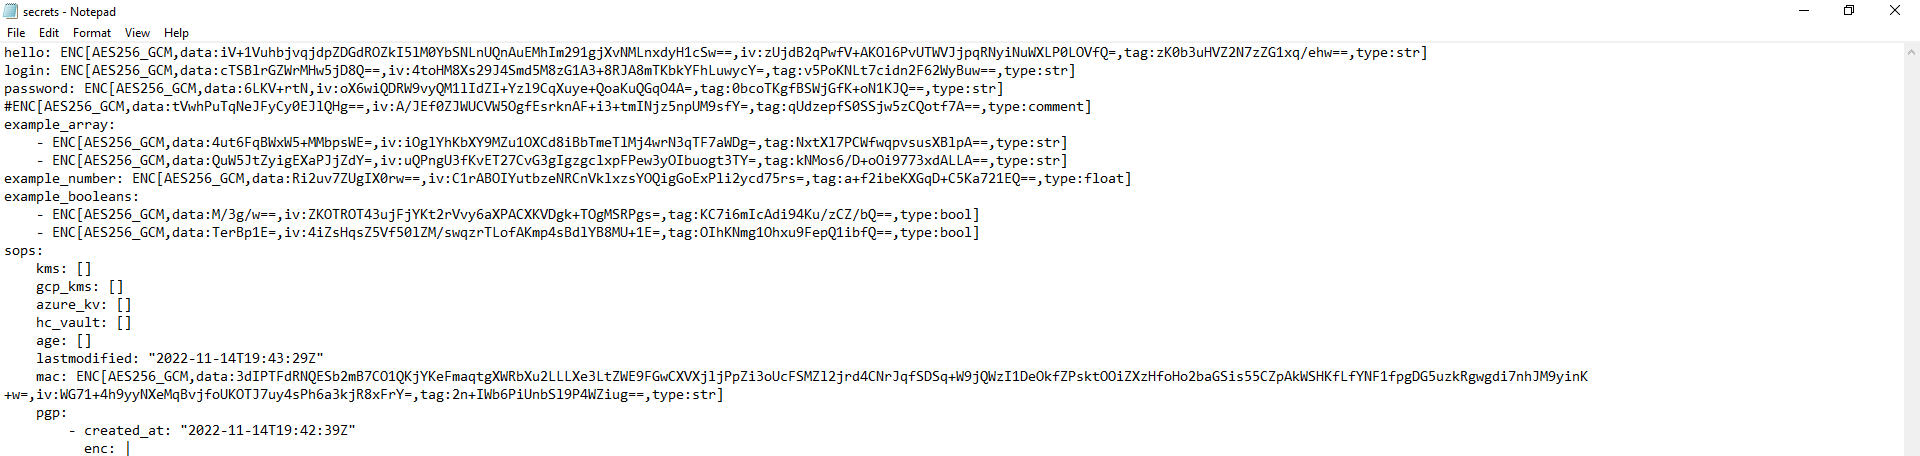 secrets - Notepad
File Edit Format View Help
hello: ENC[AES256_GCM,data:iV+1VuhbjvqjdpZDGdROZkI5lM0YbSNLnUQnAuEMhIm291gjXvNMLnxdyH1cSw==,iv:zUjdB2qPwfV+AKOl6PvUTWVJjpqRNyiNuWXLP0LOVfQ=,tag:zK0b3uHVZ2N7zZG1xq/ehw==,type:str]
login: ENC[AES256_GCM,data:cTSBlrGZWrMHw5jD8Q==,iv:4toHM8Xs29J4Smd5M8zG1A3+8RJA8mTKbkYFhLuwycY=,tag:v5PoKNLt7cidn2F62WyBuw==,type:str]
password: ENC[AES256_GCM,data:6LKV+rtN,iv:oX6wiQDRW9vyQM1lIdZI+Yzl9CqXuye+QoaKuQGqO4A=,tag:0bcoTKgfBSWjGfK+oN1KJQ==,type:str]
#ENC[AES256_GCM,data:tVwhPuTqNeJFyCy0EJlQHg==,iv:A/JEf0ZJWUCVW5OgfEsrknAF+i3+tmINjz5npUM9sfY=,tag:qUdzepfS0SSjw5zCQotf7A==,type:comment]
example_array:
- ENC[AES256_GCM,data:4ut6FqBWxW5+MMbpsWE=,iv:iOglYhKbXY9MZu1OXCd8iBbTmeTlMj4wrN3qTF7aWDg=,tag:NxtXl7PCWfwqpvsusXBlpA==,type:str]
- ENC[AES256_GCM,data:QuW5JtZyigEXaPJjZdY=,iv:uQPngU3fKvET27CvG3gIgzgclxpFPew3yOIbuogt3TY=,tag:kNMos6/D+oOi9773xdALLA==,type:str]
example_number: ENC[AES256_GCM,data:Ri2uv7ZUgIX0rw==,iv:C1rABOIYutbzeNRCnVklxzsYOQigGoExPli2ycd75rs=,tag:a+f2ibeKXGqD+C5Ka721EQ==,type:float]
example_booleans:
- ENC[AES256_GCM,data:M/3g/w==,iv:ZKOTROT43ujFjYKt2rVvy6aXPACXKVDgk+TOgMSRPgs=,tag:KC7i6mIcAdi94Ku/zCZ/bQ==,type:bool]
- ENC[AES256_GCM,data:TerBp1E=,iv:4iZsHqsZ5Vf50lZM/swqzrTLofAKmp4sBdlYB8MU+1E=,tag:OIhKNmg1Ohxu9FepQ1ibfQ==,type:bool]
sops:
kms: []
gcp_kms: []
azure_kv: []
hc_vault: []
age: []
lastmodified: "2022-11-14T19:43:29Z"
mac: ENC[AES256_GCM,data:3dIPTFdRNQESb2mB7CO1QKjYKeFmaqtgXWRbXu2LLLXe3LtZWE9FGwCXVXjljPpZi3oUcFSMZl2jrd4CNrJqfSDSq+W9jQWzI1DeOkfZPsktOOiZXzHfoHo2baGSis55CZpAkWSHKfLfYNF1fpgDG5uzkRgwgdi7nhJM9yinK
+w=,iv:WG71+4h9yyNXeMqBvjfoUKOTJ7uy4sPh6a3kjR8xFrY=,tag:2n+IWb6PiUnbSl9P4WZiug==,type:str]
pgp:
- created_at: "2022-11-14T19:42:39Z"
enc: |